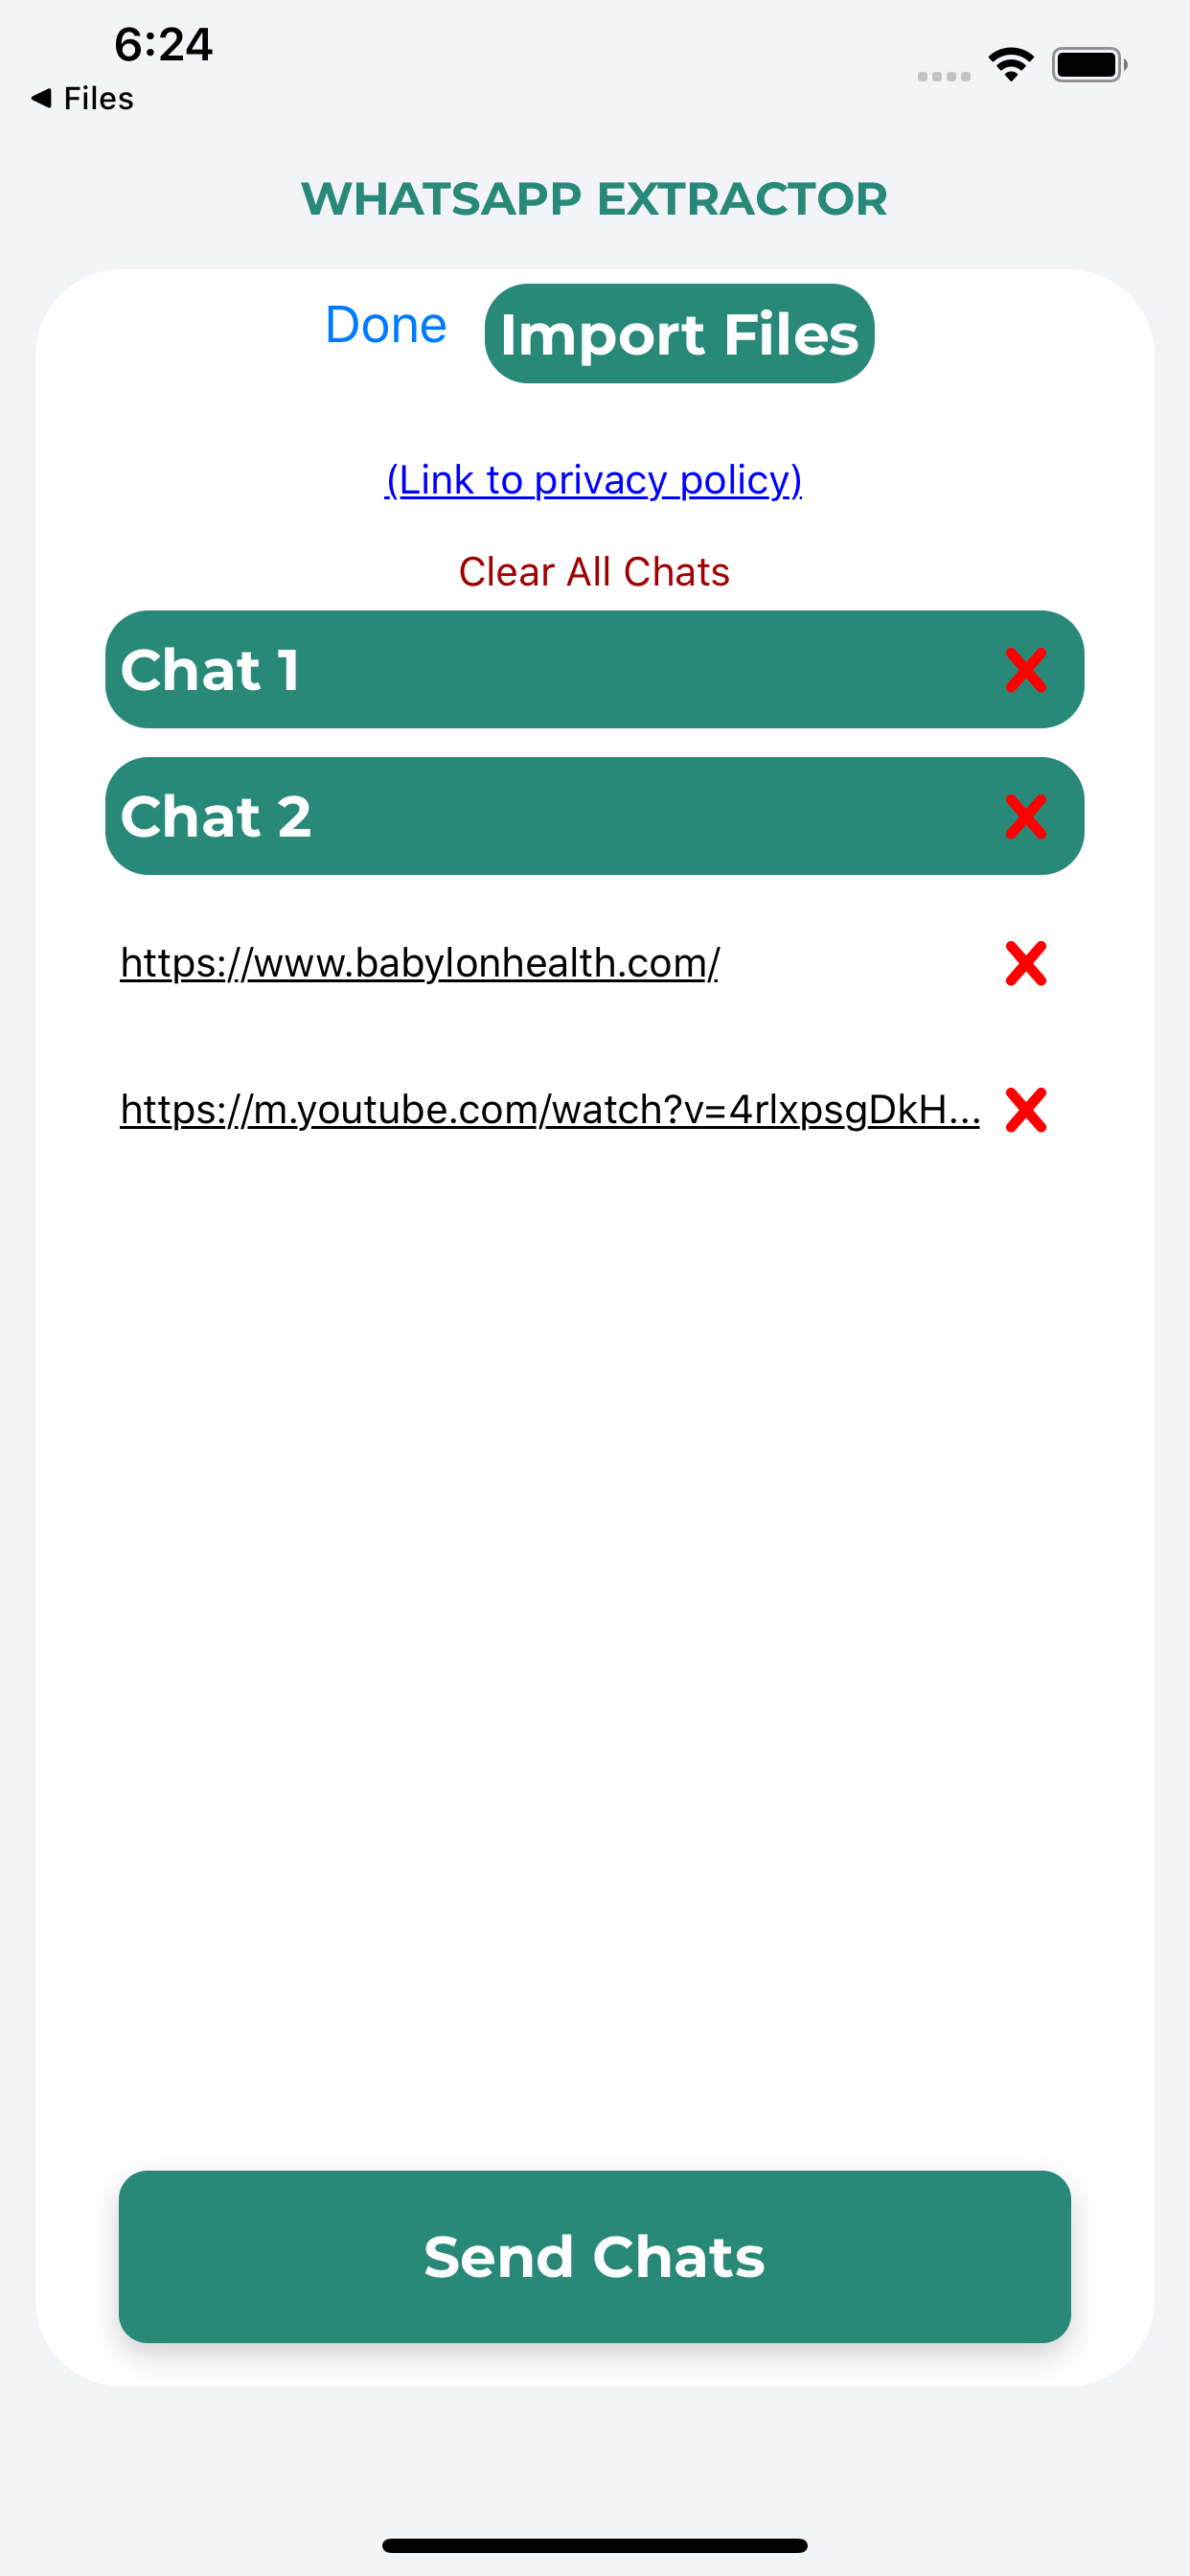 6:24
◀ Files
WHATSAPP EXTRACTOR
Done
Import Files
(Link to privacy policy)
Clear All Chats
Chat 1
Chat 2
https://www.babylonhealth.com/
https://m.youtube.com/watch?v=4rlxpsgDkH...
Send Chats